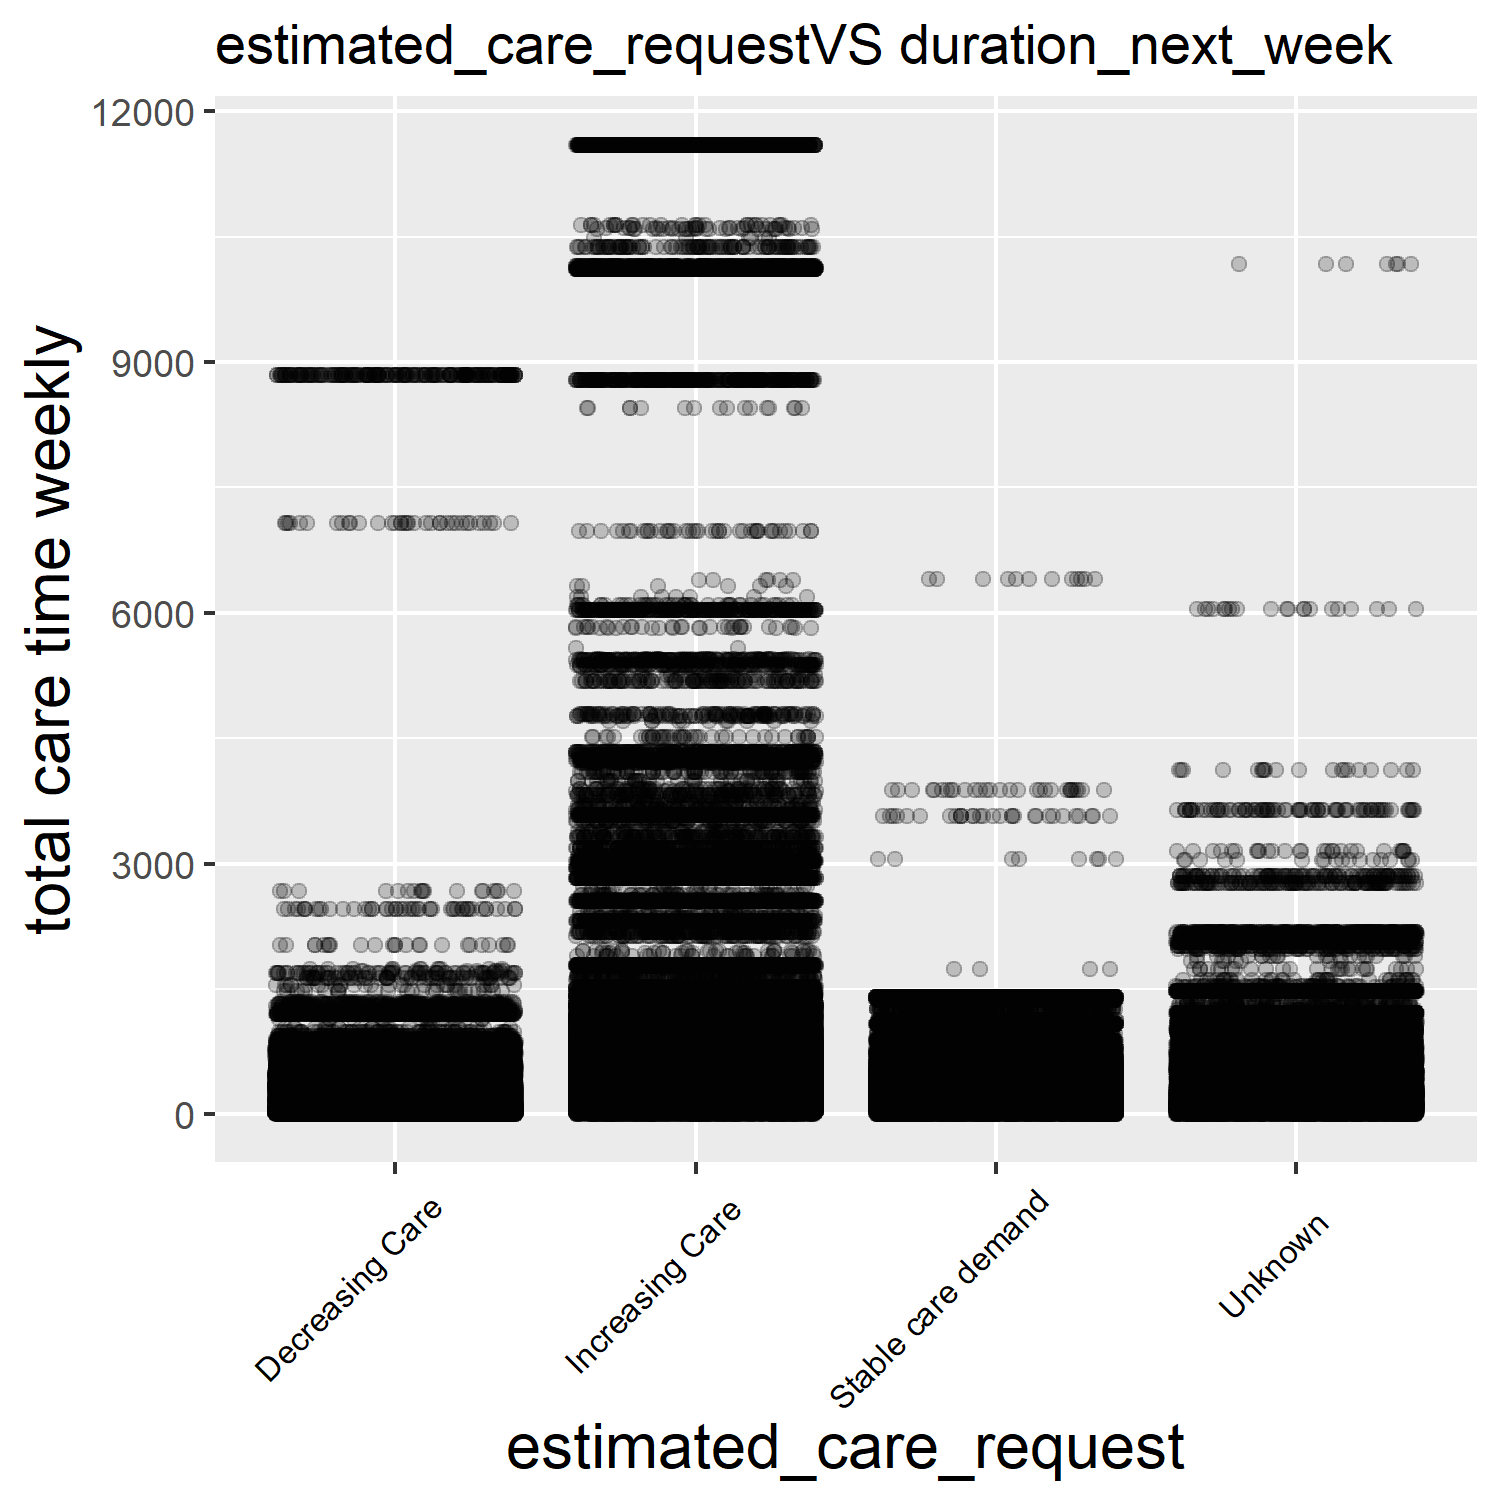 estimated_care_requestVS duration_next_week
total care time weekly
12000
9000
6000
3000
0
Decreasing Care
Increasing Care
Stable care demand
Unknown
estimated_care_request